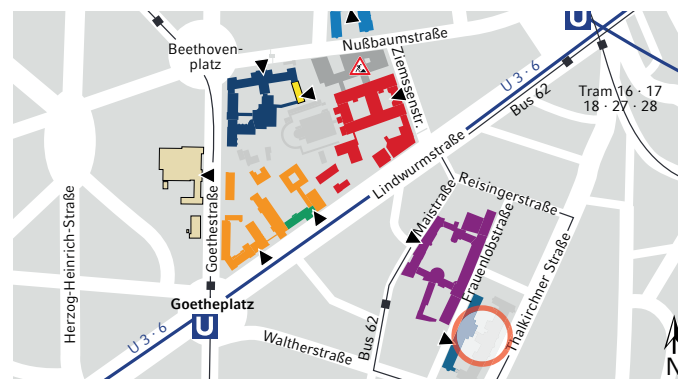 U
Beethoven-
platz
Nußbaumstraße
Ziemssenstr.
U 3 · 6
Bus 62
Tram 16 · 17
18 · 27 · 28
Lindwurmstraße
Reisingerstraße
Maistraße
Frauenlobstraße
Thalkirchner Straße
Herzog-Heinrich-Straße
Goethestraße
Goetheplatz
U
U 3 · 6
Waltherstraße
Bus 62
N